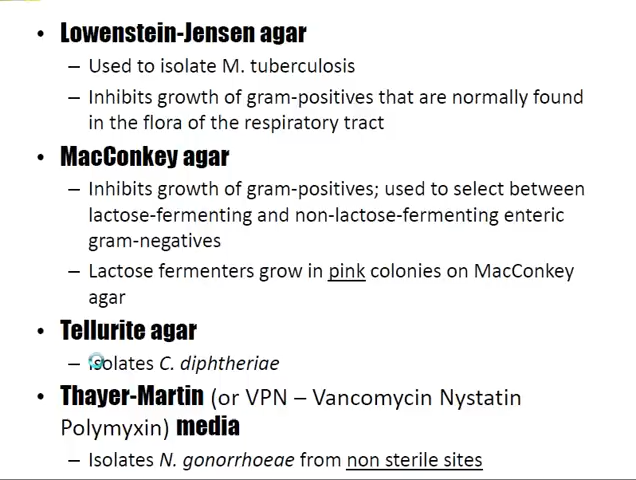 • Lowenstein-Jensen agar
– Used to isolate M. tuberculosis
– Inhibits growth of gram-positives that are normally found
in the flora of the respiratory tract
• MacConkey agar
– Inhibits growth of gram-positives; used to select between
lactose-fermenting and non-lactose-fermenting enteric
gram-negatives
– Lactose fermenters grow in pink colonies on MacConkey
agar
• Tellurite agar
– Isolates C. diphtheriae
• Thayer-Martin (or VPN – Vancomycin Nystatin
Polymyxin) media
– Isolates N. gonorrhoeae from non sterile sites